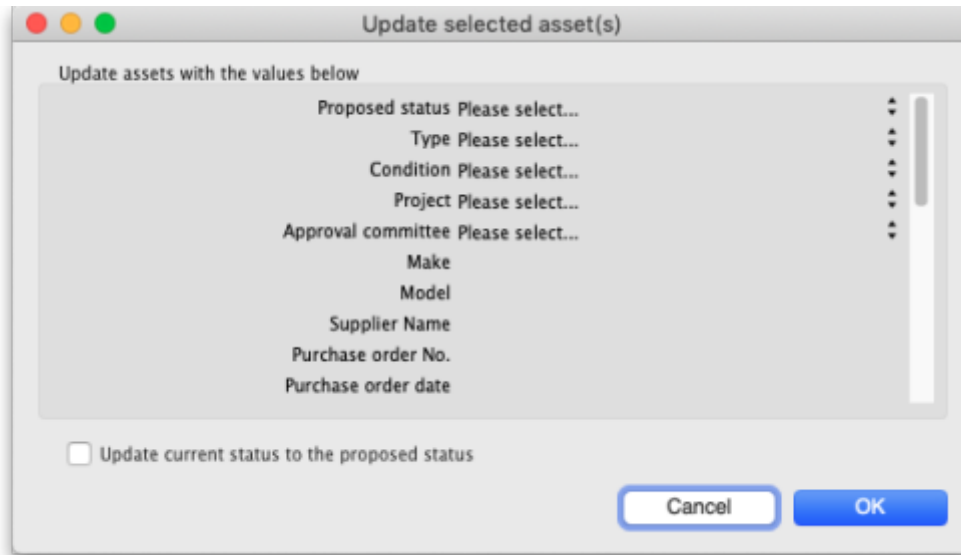 Update selected asset(s)
Update assets with the values below
Proposed status Please select...
Type Please select...
Condition Please select...
Project Please select...
Approval committee Please select...
Make
Model
Supplier Name
Purchase order No.
Purchase order date
Update current status to the proposed status
Cancel OK